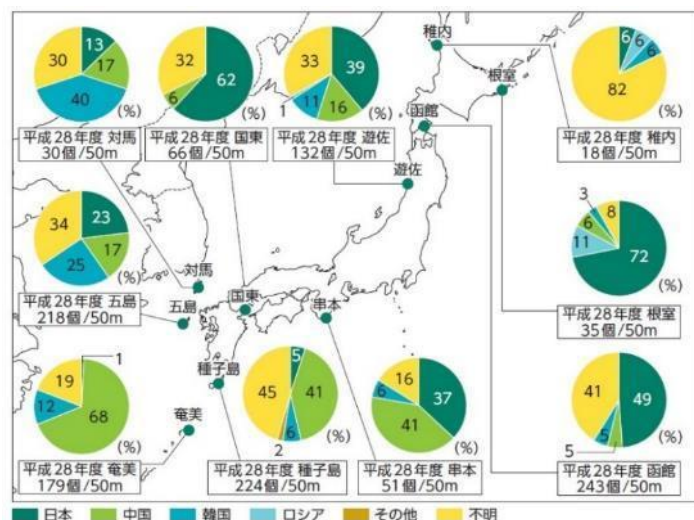 30
13
17
40
(%)
平成28年度 対馬
30個/50m
32
62
6
(%)
平成28年度 国東
66個/50m
33
39
1
11
16
(%)
平成28年度 遊佐
132個/50m
稚内
根室
函館
遊佐
6
6
6
82
(%)
平成28年度 稚内
18個/50m
34
23
17
25
(%)
平成28年度 五島
218個/50m
3
8
6
11
72
(%)
平成28年度 根室
35個/50m
対馬
五島
国東
串本
種子島
奄美
1
19
12
68
(%)
平成28年度 奄美
179個/50m
5
45
41
6
2
(%)
平成28年度 種子島
224個/50m
16
6
37
41
(%)
平成28年度 串本
51個/50m
41
49
5
5
(%)
平成28年度 函館
243個/50m
日本 中国 韓国 ロシア その他 不明